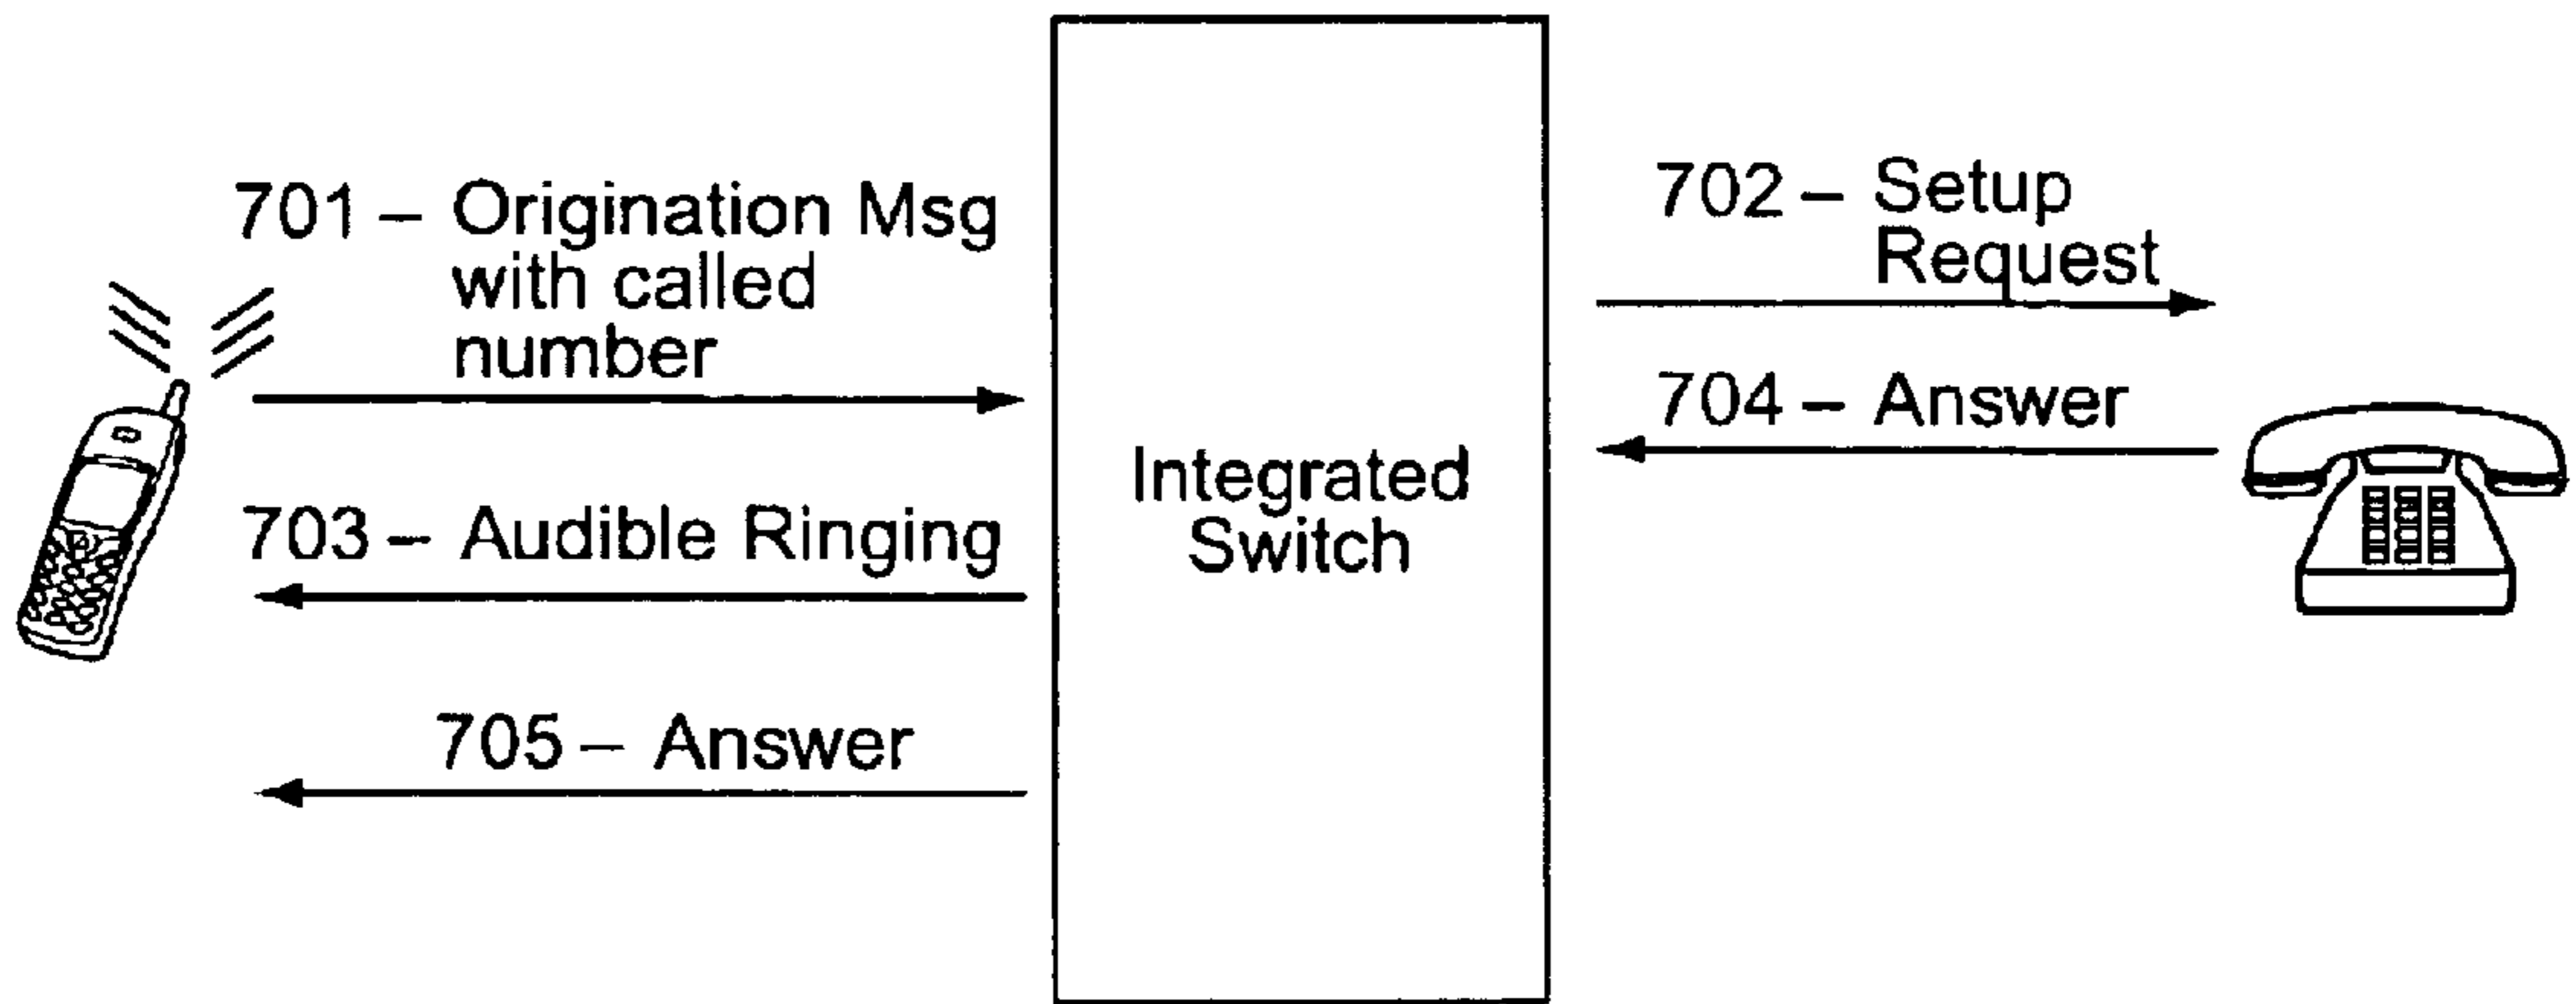 701 – Origination Msg
with called
number
703 – Audible Ringing
705 – Answer
Integrated
Switch
702 – Setup
Request
704 – Answer